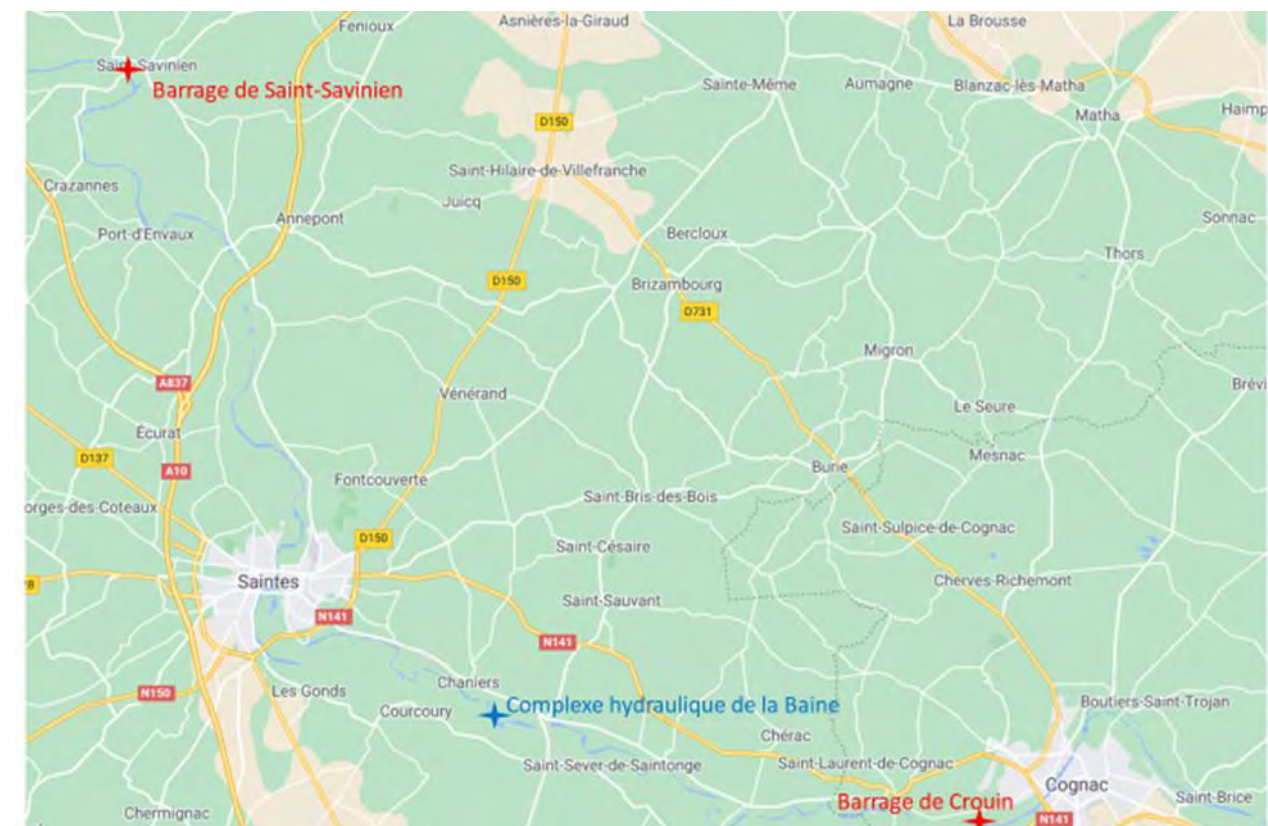 Asnières-la-Giraud
La Brousse
Fenioux
Saint-Savinien
Barrage de Saint-Savinien
Sainte-Même
Aumagne
Blanzac-lès-Matha
Matha
Haimp
D150
Saint-Hilaire-de-Villefranche
Crazannes
Juicq
Annepont
Port-d'Envaux
Sonnac
Bercloux
Thors
D150
Brizambourg
D731
Migron
A837
Brévi
Vénérand
Le Seure
Écurat
D137
A10
Mesnac
Burie
Fontcouverte
Saint-Bris-des-Bois
orges-des-Coteaux
Saint-Sulpice-de-Cognac
D150
Saint-Césaire
Saintes
Cherves-Richemont
Saint-Sauvant
N141
N141
Chaniers
Les Gonds
N150
Courcoury
Complexe hydraulique de la Baine
Boutiers-Saint-Trojan
Chérac
Saint-Sever-de-Saintonge
Saint-Laurent-de-Cognac
Cognac
Saint-Brice
Barrage de Crouin
Chermignac
N141